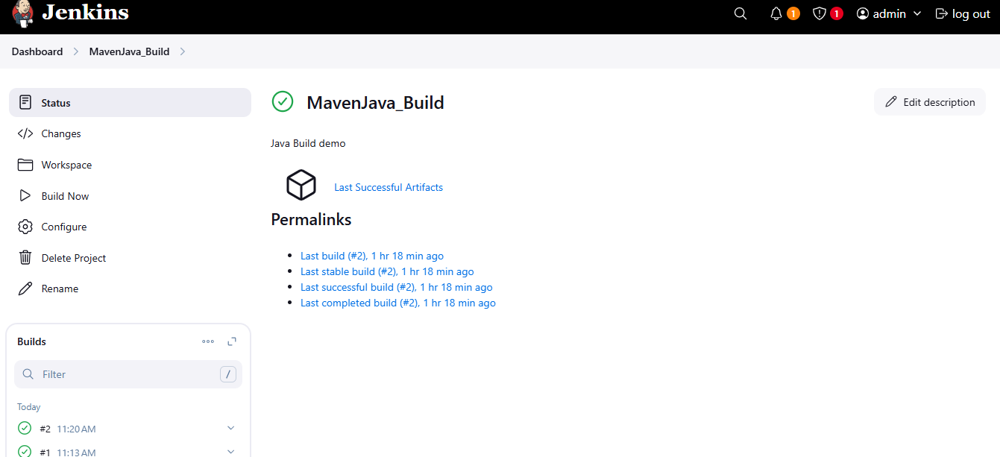 Jenkins
1
1
admin
log out
Dashboard
MavenJava_Build
Status
Changes
Workspace
Build Now
Configure
Delete Project
Rename
Builds
Filter
/
Today
#2 11:20 AM
#1 11:13 AM
MavenJava_Build
Edit description
Java Build demo
Last Successful Artifacts
Permalinks
Last build (#2), 1 hr 18 min ago
Last stable build (#2), 1 hr 18 min ago
Last successful build (#2), 1 hr 18 min ago
Last completed build (#2), 1 hr 18 min ago